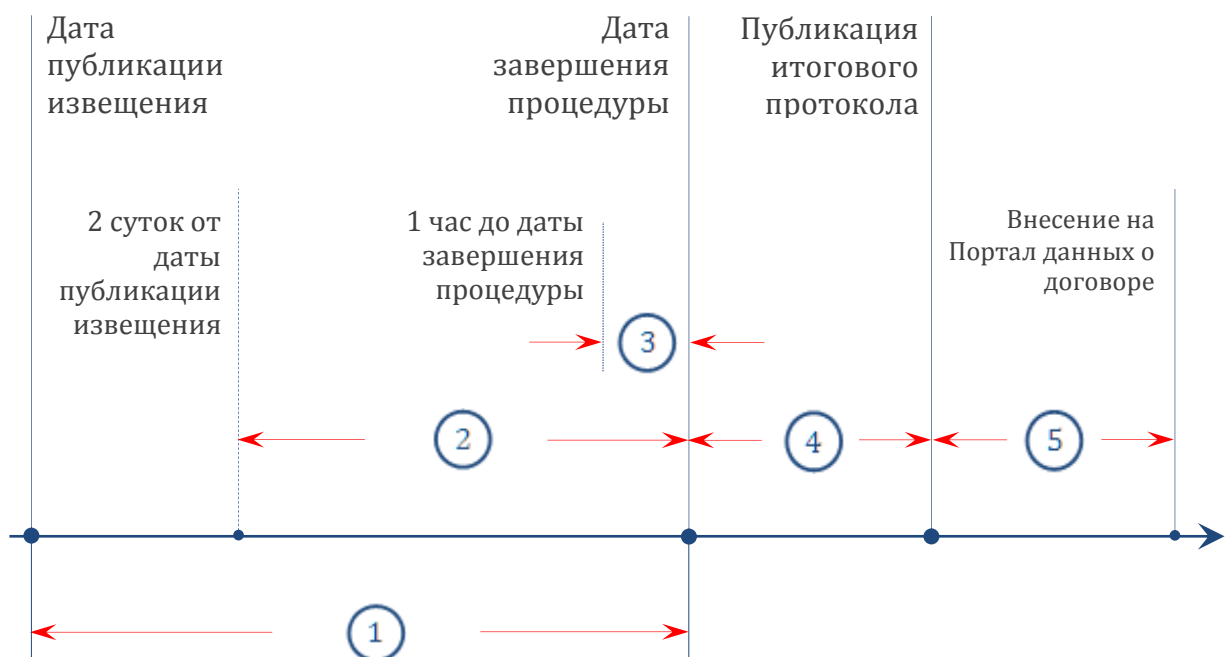 Дата
публикации
извещения
Дата
завершения
процедуры
Публикация
итогового
протокола
2 суток от
даты
публикации
извещения
1 час до даты
завершения
процедуры
Внесение на
Портал данных о
договоре
3
2
4
5
1